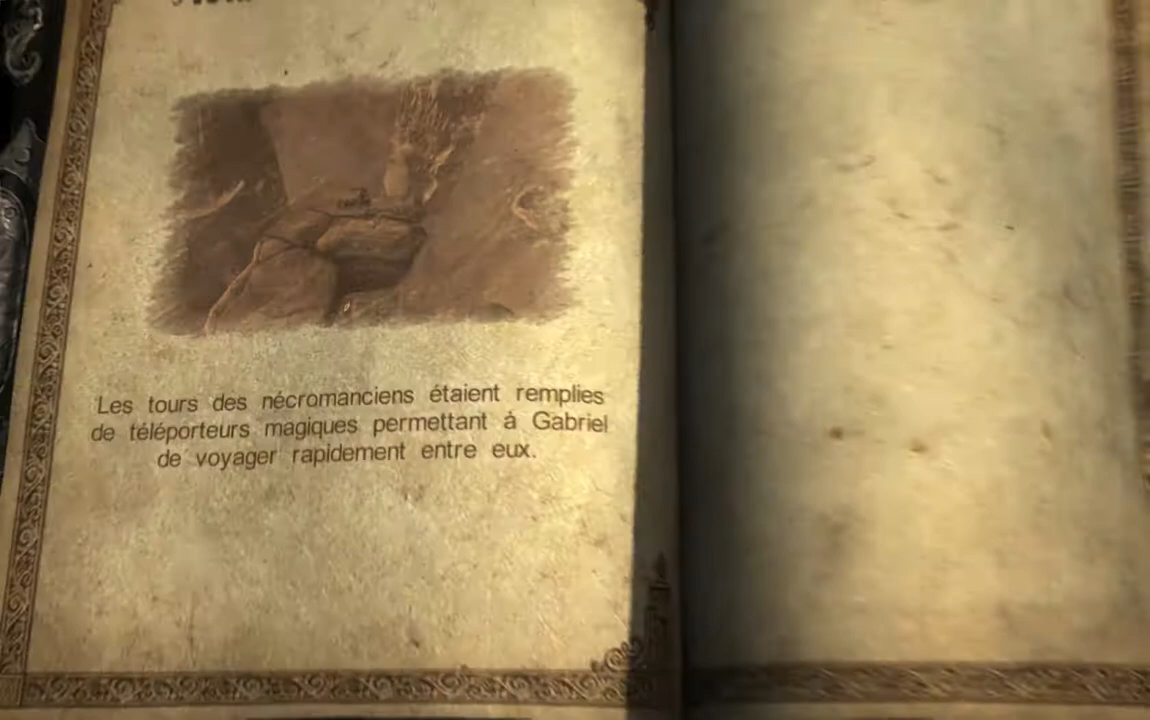 Les tours des nécromanciens étaient remplies
de téléporteurs magiques permettant á Gabriel
de voyager rapidement entre eux.